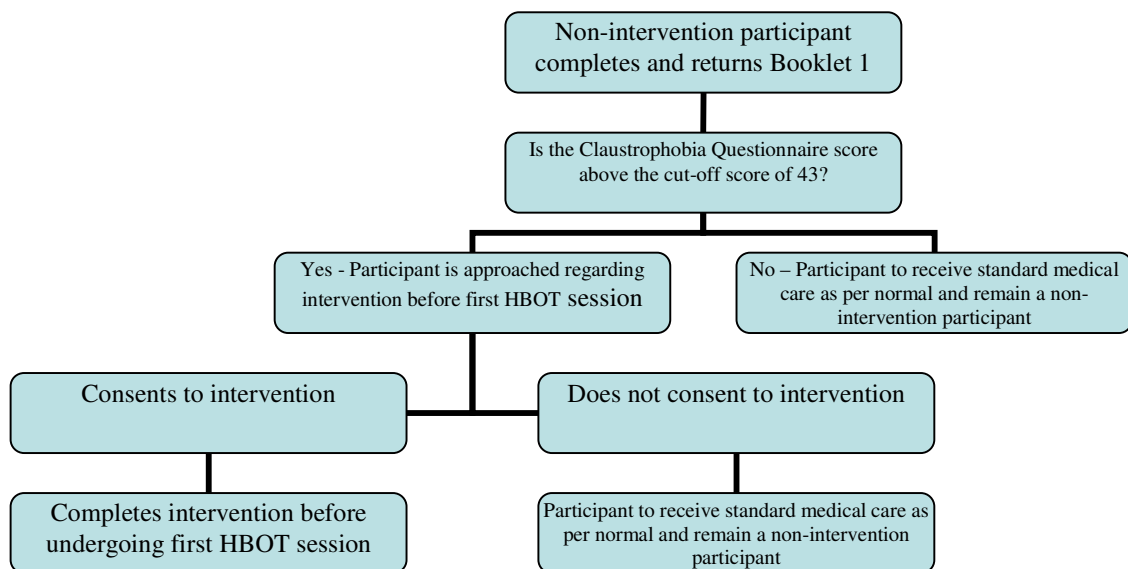 Non-intervention participant
completes and returns Booklet 1
Is the Claustrophobia Questionnaire score
above the cut-off score of 43?
Yes - Participant is approached regarding
intervention before first HBOT session
No – Participant to receive standard medical
care as per normal and remain a non-
intervention participant
Consents to intervention
Does not consent to intervention
Completes intervention before
undergoing first HBOT session
Participant to receive standard medical care as
per normal and remain a non-intervention
participant